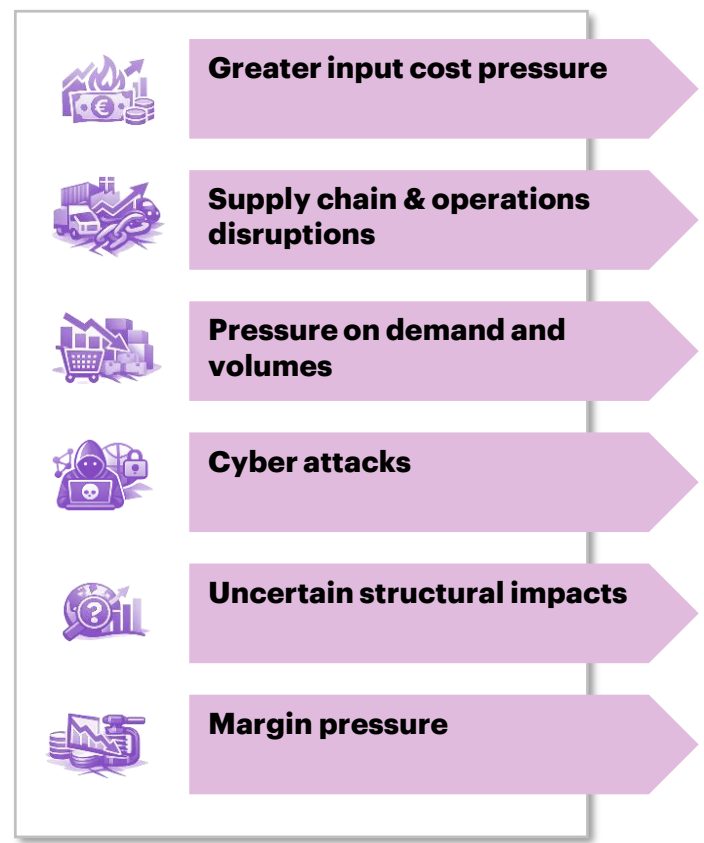 Greater input cost pressure
Supply chain & operations
disruptions
Pressure on demand and
volumes
Cyber attacks
Uncertain structural impacts
Margin pressure